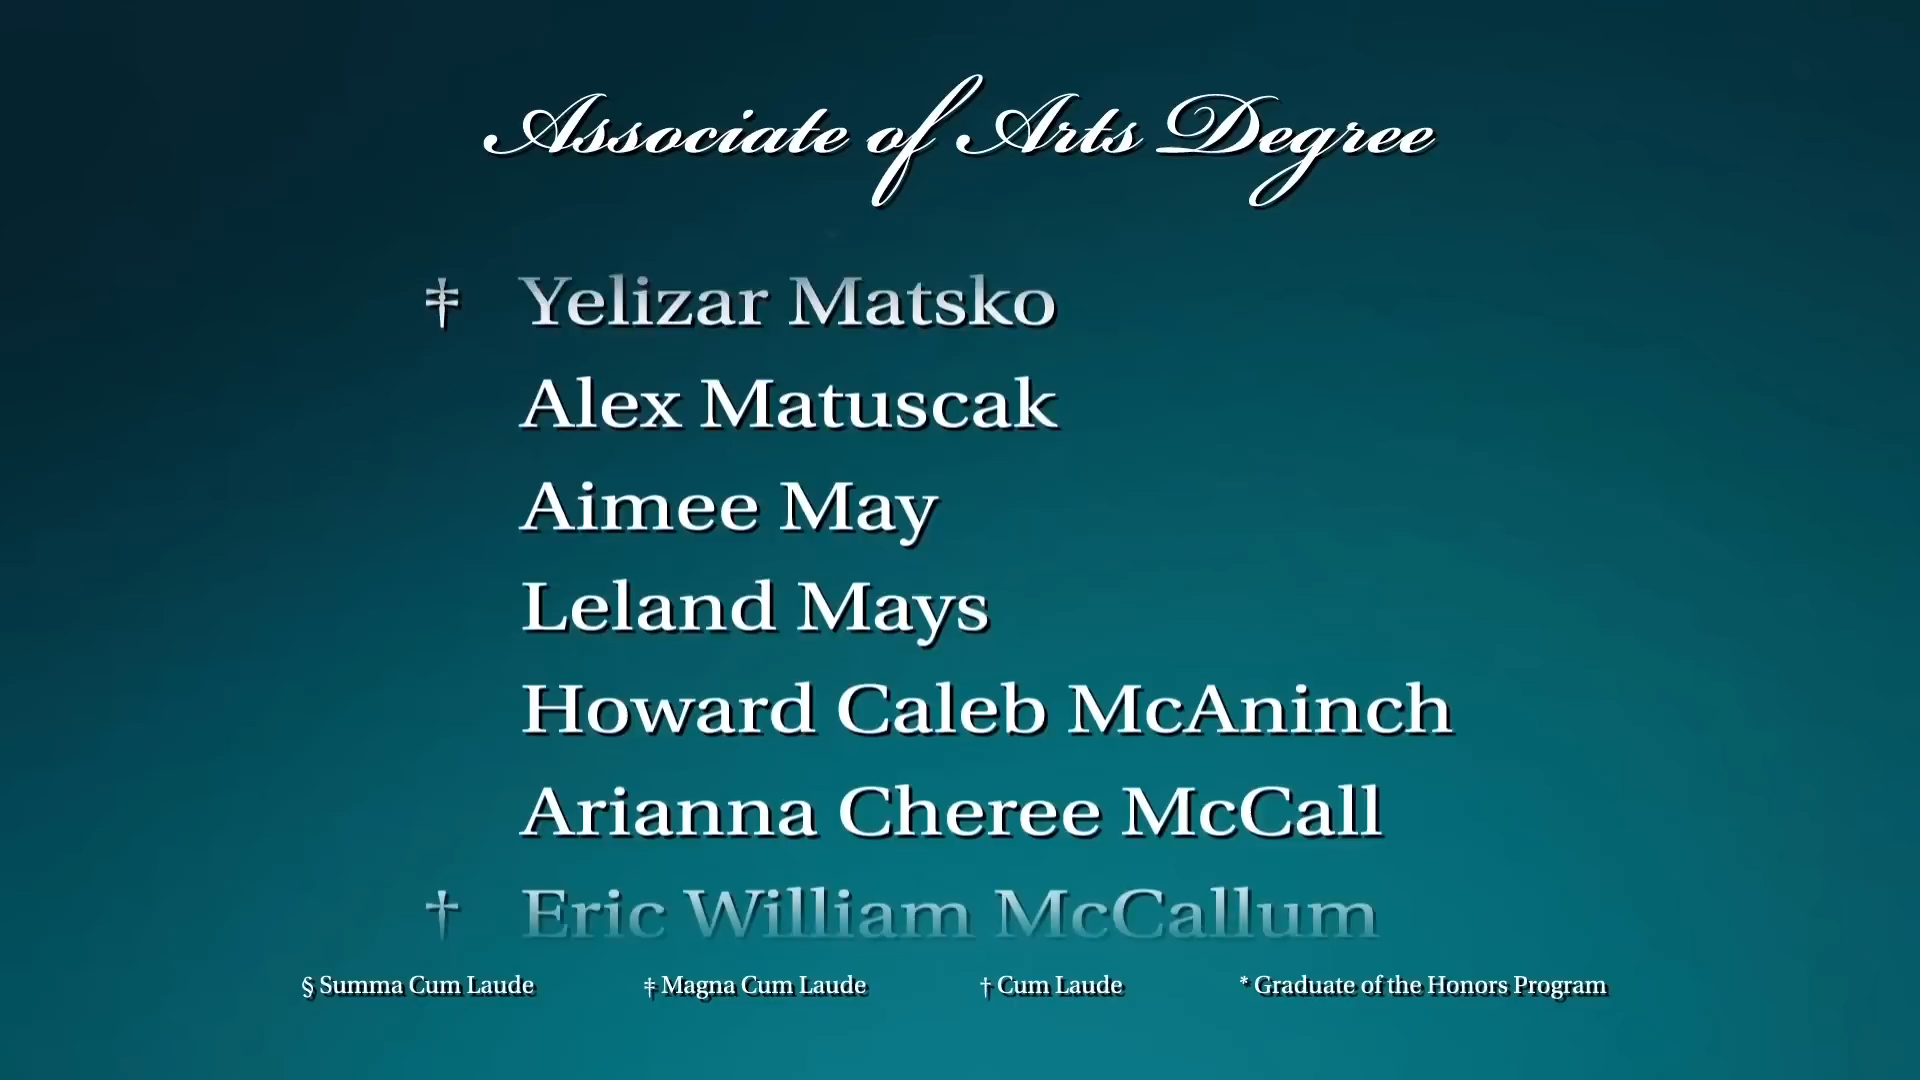 Associate of Arts Degree
‡ Yelizar Matsko
Alex Matuscak
Aimee May
Leland Mays
Howard Caleb McAninch
Arianna Cheree McCall
† Eric William McCallum
§ Summa Cum Laude ‡ Magna Cum Laude † Cum Laude * Graduate of the Honors Program